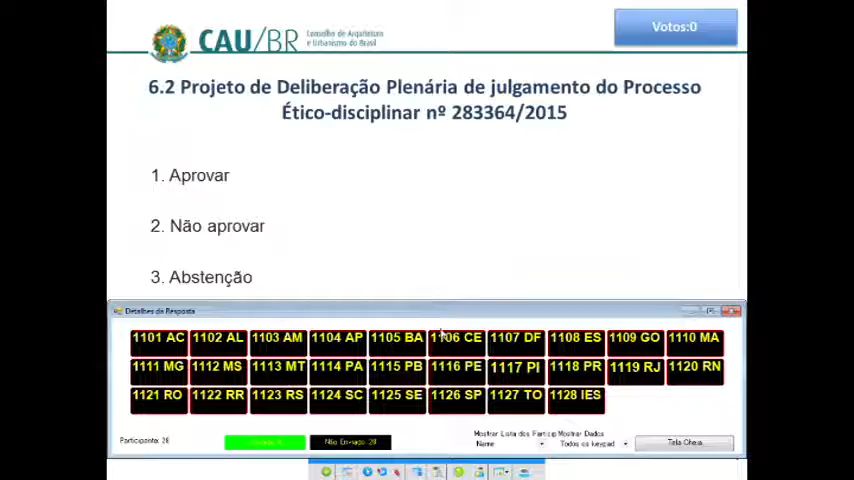 CAU/BR
Conselho de Arquitetura
e Urbanismo do Brasil
Votos:0
6.2 Projeto de Deliberação Plenária de julgamento do Processo
Ético-disciplinar nº 283364/2015
1. Aprovar
2. Não aprovar
3. Abstenção
Detalhes da Resposta
1101 AC 1102 AL 1103 AM 1104 AP 1105 BA 1106 CE 1107 DF 1108 ES 1109 GO 1110 MA
1111 MG 1112 MS 1113 MT 1114 PA 1115 PB 1116 PE 1117 PI 1118 PR 1119 RJ 1120 RN
1121 RO 1122 RR 1123 RS 1124 SC 1125 SE 1126 SP 1127 TO 1128 IES
Mostrar Lista dos Particip Mostrar Dados
Participante: 28
Não Enviado: 28
Name
Todos os keypad
Tela Cheia